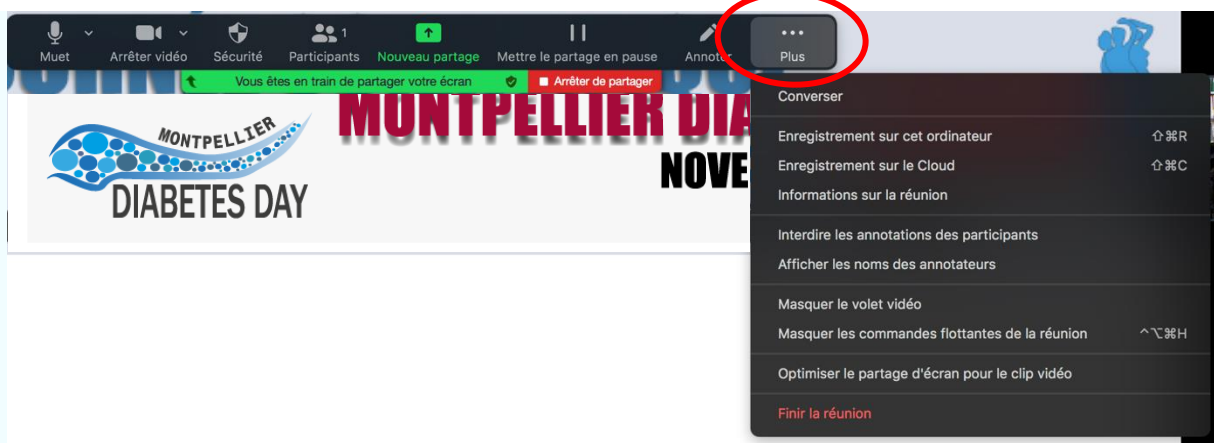 Muet
Arrêter vidéo
Sécurité
Participants
1
Nouveau partage
Mettre le partage en pause
Annoter
Plus
Vous êtes en train de partager votre écran
Arrêter de partager
MONTPELLIER
DIABETES DAY
MONTPELLIER DIA
NOVE
Converser
Enregistrement sur cet ordinateur ⇧⌘R
Enregistrement sur le Cloud ⇧⌘C
Informations sur la réunion
Interdire les annotations des participants
Afficher les noms des annotateurs
Masquer le volet vidéo
Masquer les commandes flottantes de la réunion ^⌥⌘H
Optimiser le partage d'écran pour le clip vidéo
Finir la réunion